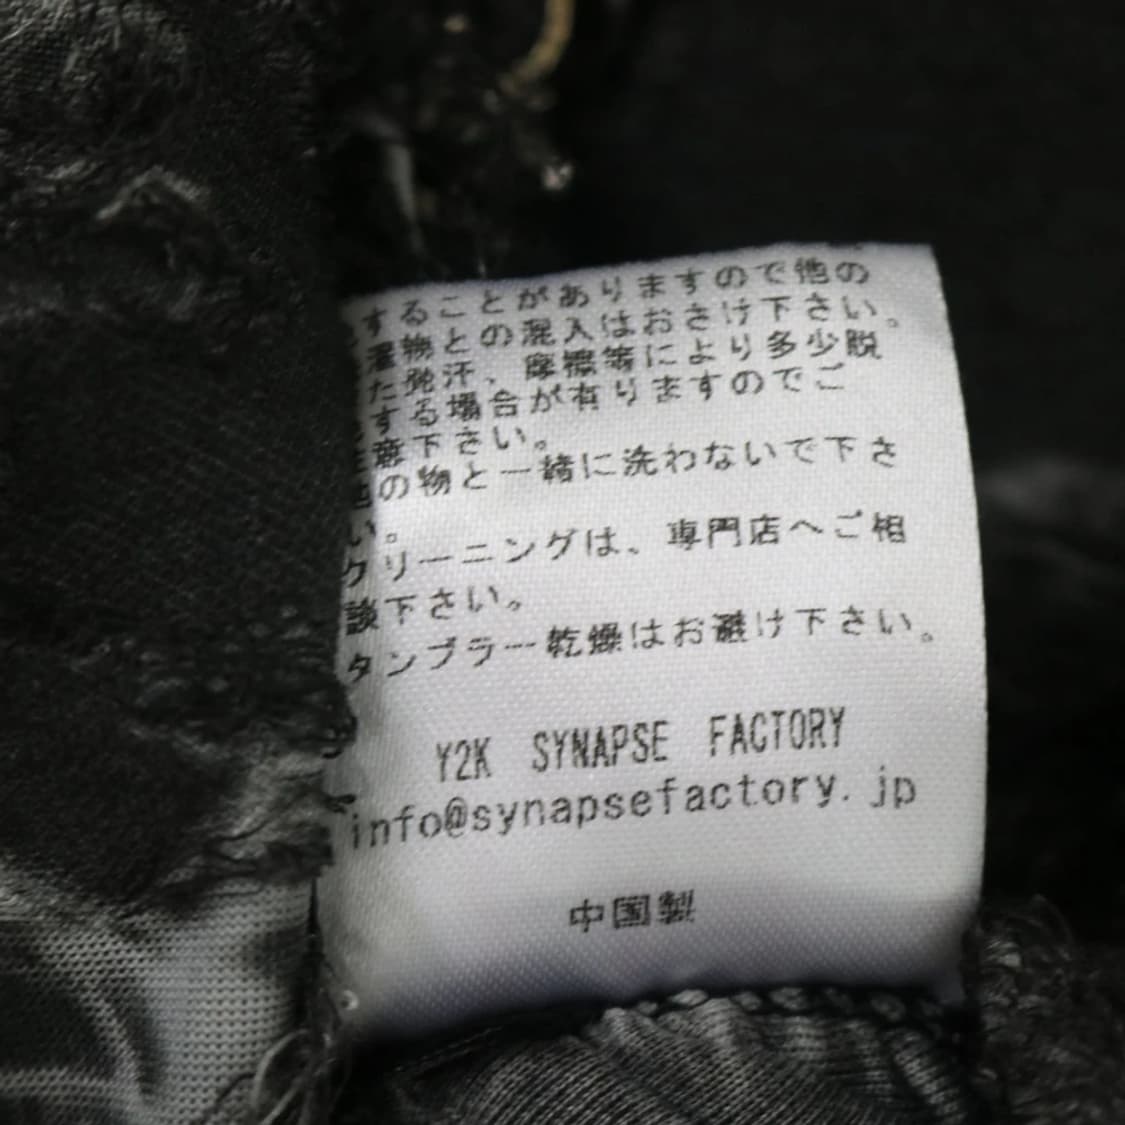 することがありますので他の
濯物との混入はおさけ下さい。
た発汗、摩擦等により多少脱
する場合が有りますのでご
下さい。
の物と一緒に洗わないで下さ
い。
クリーニングは、専門店へご相
談下さい。
タンブラー乾燥はお避け下さい。
Y2K SYNAPSE FACTORY
info@synapsefactory.jp
中国製